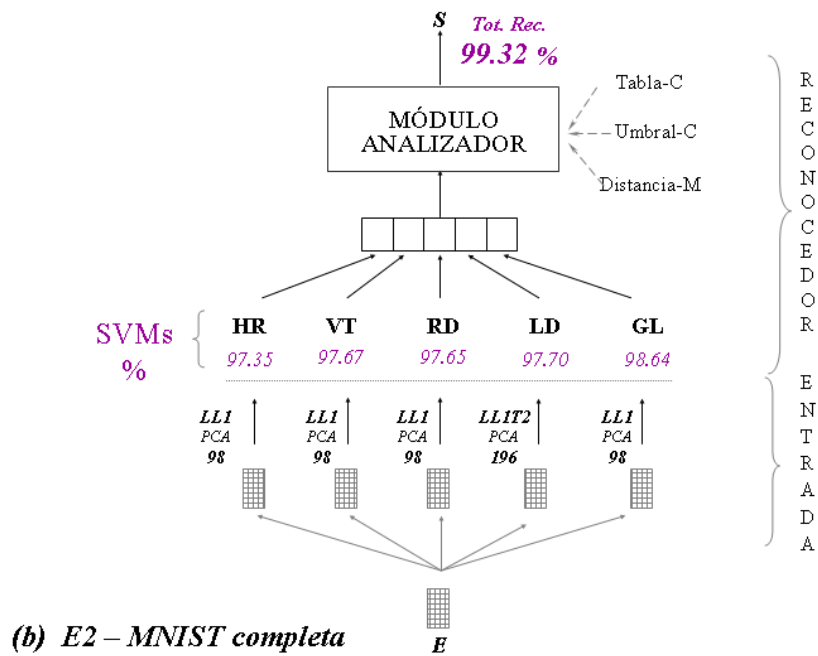 S
Tot. Rec.
99.32 %
MÓDULO
ANALIZADOR
Tabla-C
Umbral-C
Distancia-M
RECONOCEDOR
SVMs
%
HR VT RD LD GL
97.35 97.67 97.65 97.70 98.64
LL1 LL1 LL1 LL1T2 LL1
PCA PCA PCA PCA PCA
98 98 98 196 98
ENTRADA
(b) E2 – MNIST completa
E